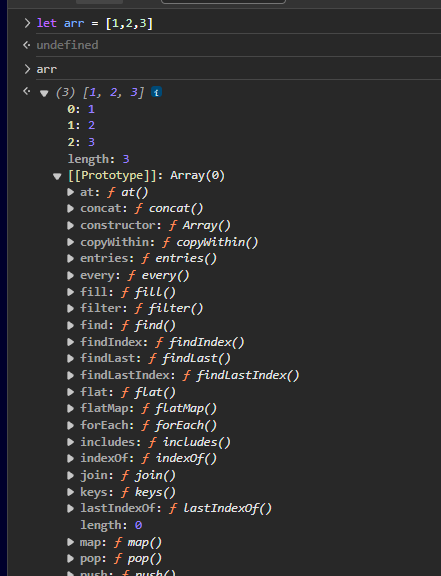 > let arr = [1,2,3]
undefined
> arr
(3) [1, 2, 3] i
0: 1
1: 2
2: 3
length: 3
[[Prototype]]: Array(0)
at: ƒ at()
concat: ƒ concat()
constructor: ƒ Array()
copyWithin: ƒ copyWithin()
entries: ƒ entries()
every: ƒ every()
fill: ƒ fill()
filter: ƒ filter()
find: ƒ find()
findIndex: ƒ findIndex()
findLast: ƒ findLast()
findLastIndex: ƒ findLastIndex()
flat: ƒ flat()
flatMap: ƒ flatMap()
forEach: ƒ forEach()
includes: ƒ includes()
indexOf: ƒ indexOf()
join: ƒ join()
keys: ƒ keys()
lastIndexOf: ƒ lastIndexOf()
length: 0
map: ƒ map()
pop: ƒ pop()
push: ƒ push()